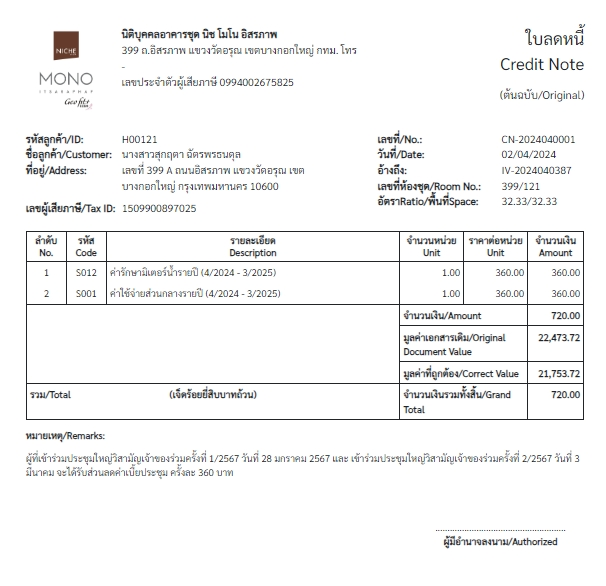 NICHE
MONO
ISSARAPHAP
นิติบุคคลอาคารชุด นิช โมโน อิสรภาพ
399 ถ.อิสรภาพ แขวงวัดอรุณ เขตบางกอกใหญ่ กทม. โทร
-
เลขประจำตัวผู้เสียภาษี 0994002675825
ใบลดหนี้
Credit Note
(ต้นฉบับ/Original)
รหัสลูกค้า/ID: H00121
ชื่อลูกค้า/Customer: นางสาวสุกฤตา ฉัตรพรธนดุล
ที่อยู่/Address: เลขที่ 399 A ถนนอิสรภาพ แขวงวัดอรุณ เขต
บางกอกใหญ่ กรุงเทพมหานคร 10600
เลขผู้เสียภาษี/Tax ID: 1509900897025
เลขที่/No.: CN-2024040001
วันที่/Date: 02/04/2024
อ้างถึง: IV-2024040387
เลขที่ห้องชุด/Room No.: 399/121
อัตราRatio/พื้นที่Space: 32.33/32.33
ลำดับ รหัส รายละเอียด จำนวนหน่วย ราคาต่อหน่วย จำนวนเงิน
No. Code Description Unit Unit Amount
1 S012 ค่ารักษามิเตอร์น้ำรายปี (4/2024 - 3/2025) 1.00 360.00 360.00
2 S001 ค่าใช้จ่ายส่วนกลางรายปี (4/2024 - 3/2025) 1.00 360.00 360.00
จำนวนเงิน/Amount 720.00
มูลค่าเอกสารเดิม/Original 22,473.72
Document Value
มูลค่าที่ถูกต้อง/Correct Value 21,753.72
รวม/Total (เจ็ดร้อยยี่สิบบาทถ้วน) จำนวนเงินรวมทั้งสิ้น/Grand 720.00
Total
หมายเหตุ/Remarks:
ผู้ที่เข้าร่วมประชุมใหญ่วิสามัญเจ้าของร่วมครั้งที่ 1/2567 วันที่ 28 มกราคม 2567 และ เข้าร่วมประชุมใหญ่วิสามัญเจ้าของร่วมครั้งที่ 2/2567 วันที่ 3
มีนาคม จะได้รับส่วนลดค่าเบี้ยประชุม ครั้งละ 360 บาท
ผู้มีอำนาจลงนาม/Authorized